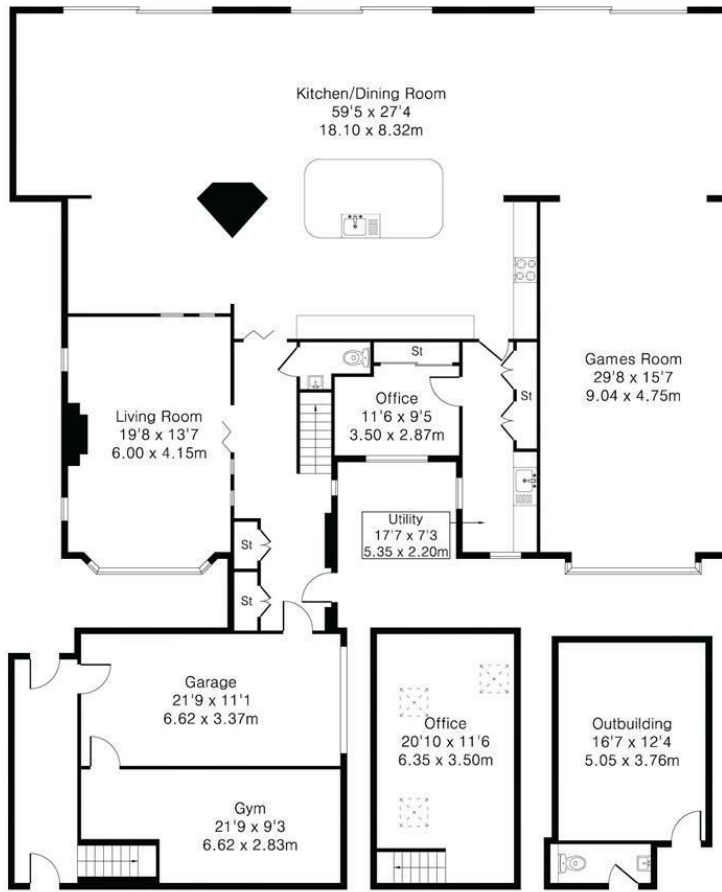 Kitchen/Dining Room
59'5 x 27'4
18.10 x 8.32m
Living Room
19'8 x 13'7
6.00 x 4.15m
St
Office
11'6 x 9'5
3.50 x 2.87m
St
Games Room
29'8 x 15'7
9.04 x 4.75m
Utility
17'7 x 7'3
5.35 x 2.20m
St
St
Garage
21'9 x 11'1
6.62 x 3.37m
Gym
21'9 x 9'3
6.62 x 2.83m
Office
20'10 x 11'6
6.35 x 3.50m
Outbuilding
16'7 x 12'4
5.05 x 3.76m